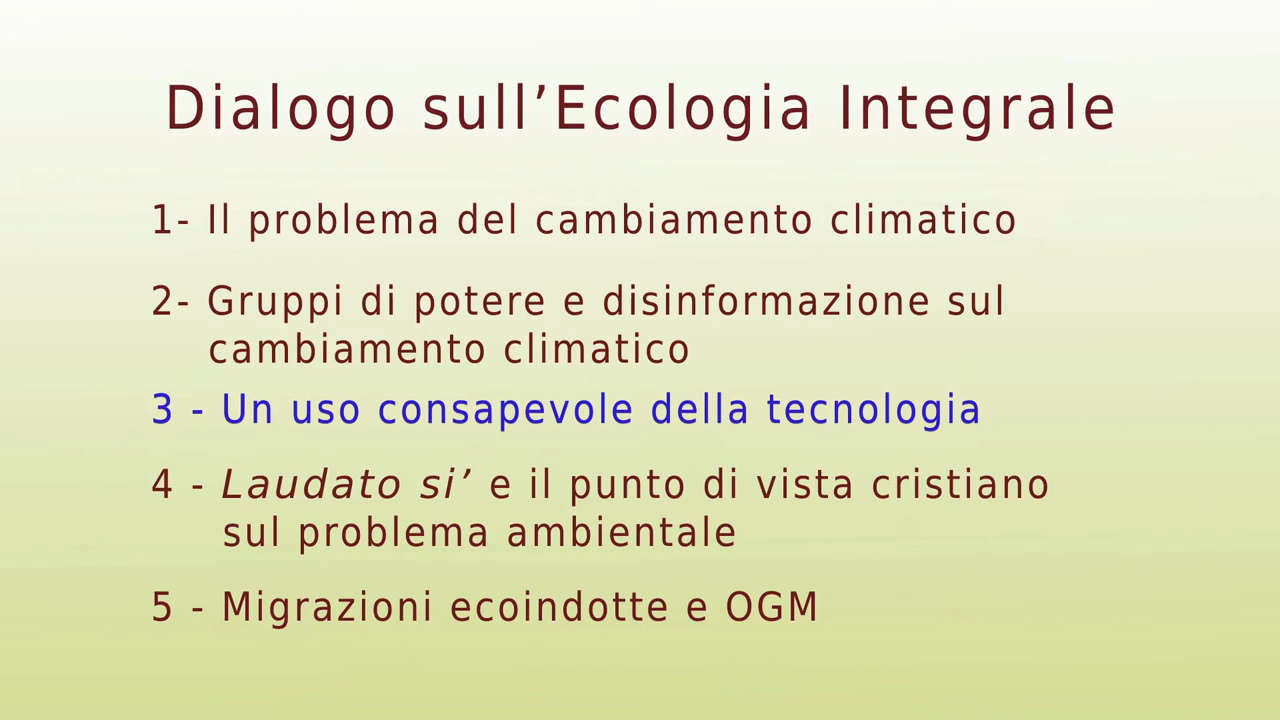 Dialogo sull’Ecologia Integrale
1- Il problema del cambiamento climatico
2- Gruppi di potere e disinformazione sul
cambiamento climatico
3 - Un uso consapevole della tecnologia
4 - Laudato si’ e il punto di vista cristiano
sul problema ambientale
5 - Migrazioni ecoindotte e OGM